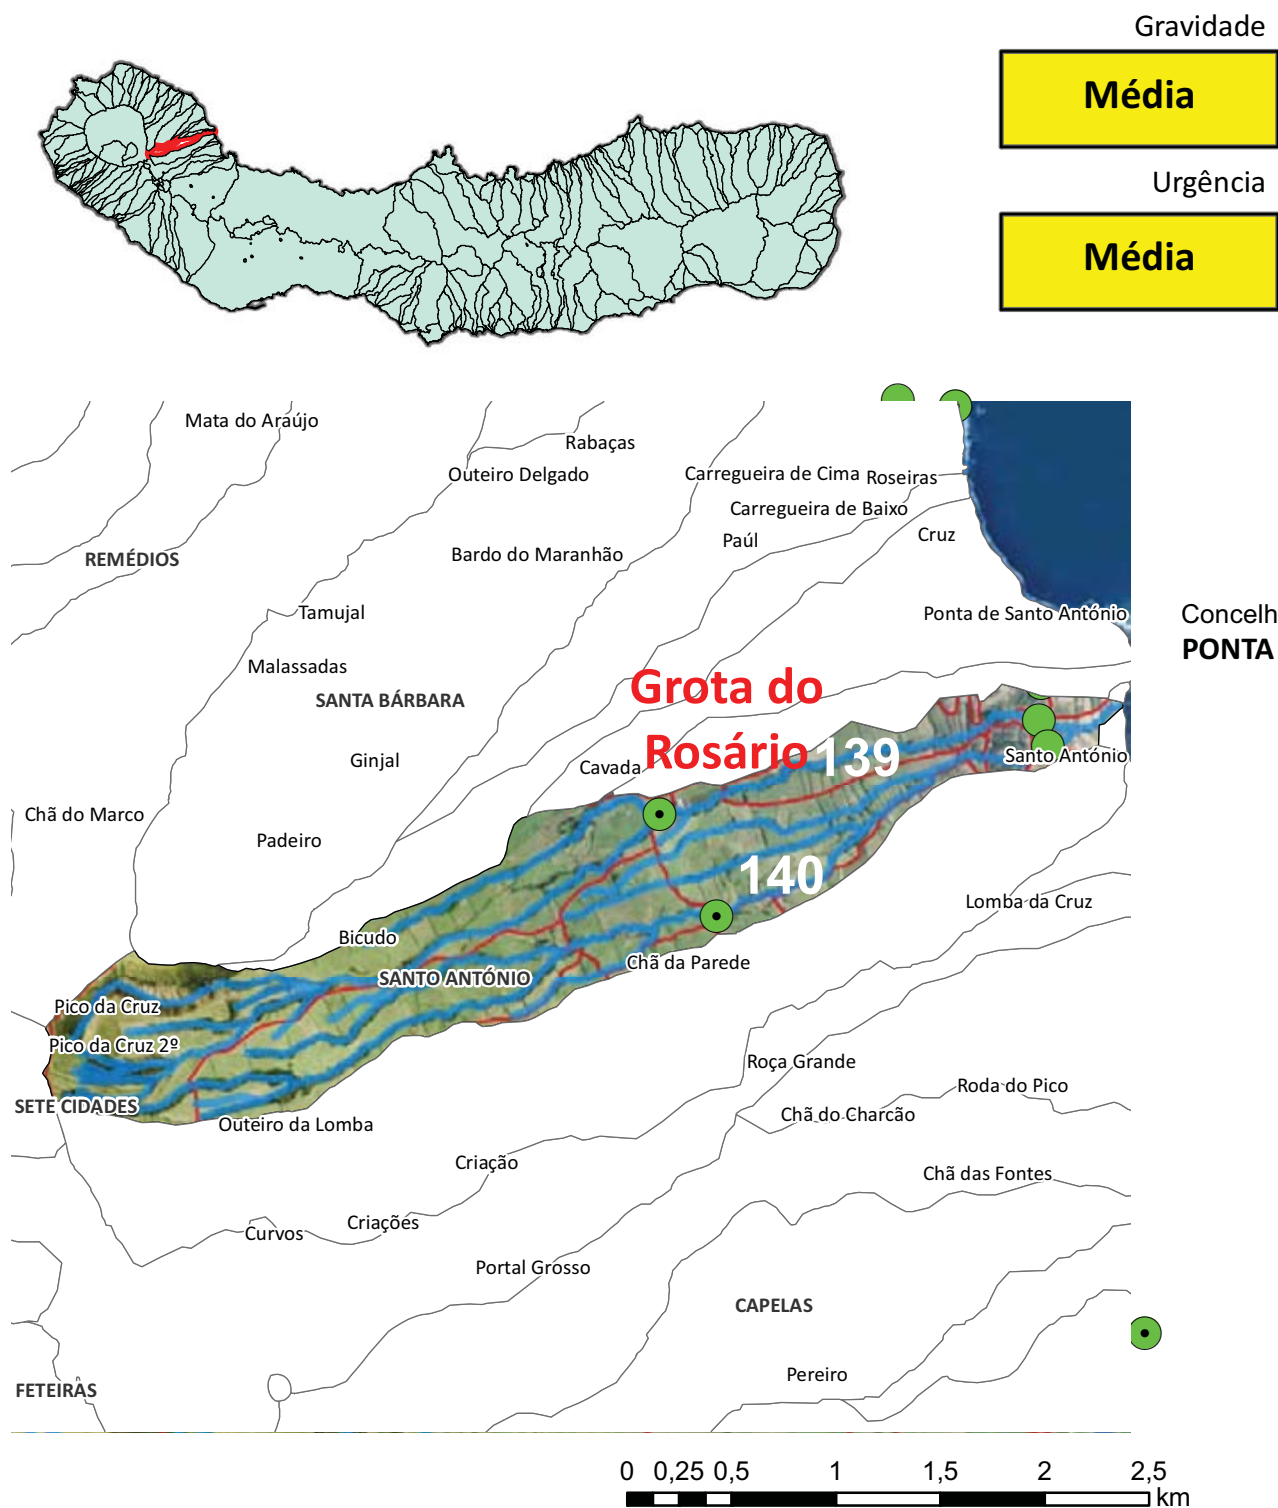 Gravidade
Média
Urgência
Média
Mata do Araújo
Rabaças
Outeiro Delgado
Carregueira de Cima
Roseiras
Carregueira de Baixo
Cruz
Paúl
Bardo do Maranhão
REMÉDIOS
Tamujal
Ponta de Santo António
Concelh
PONTA
Malassadas
SANTA BÁRBARA
Grota do
Rosário
139
Ginjal
Cavada
Santo António
Chã do Marco
Padeiro
140
Lomba da Cruz
Bicudo
Chã da Parede
SANTO ANTÓNIO
Pico da Cruz
Pico da Cruz 2º
Roça Grande
Roda do Pico
SETE CIDADES
Chã do Charcão
Outeiro da Lomba
Criação
Chã das Fontes
Criações
Curvos
Portal Grosso
CAPELAS
Pereiro
FETEIRAS
0 0,25 0,5 1 1,5 2 2,5
km